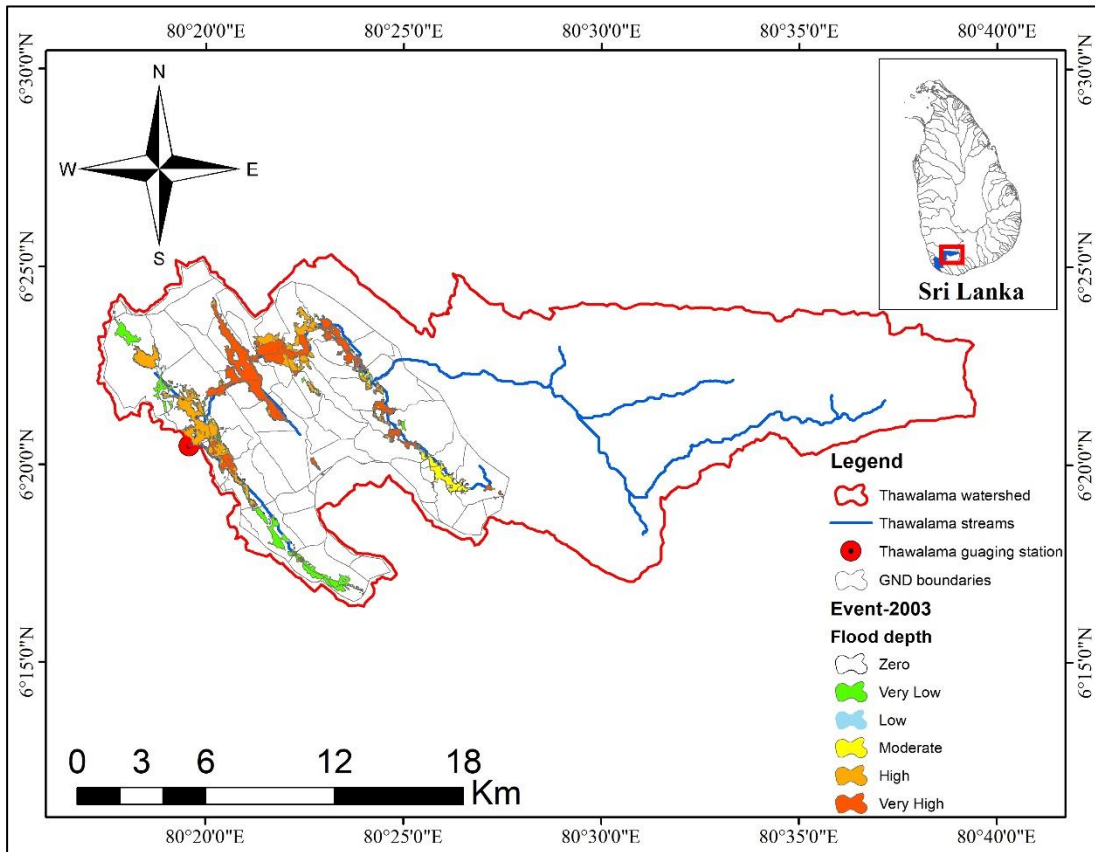 80°20'0"E 80°25'0"E 80°30'0"E 80°35'0"E 80°40'0"E
6°30'0"N
6°30'0"N
N
W
E
S
6°25'0"N
6°25'0"N
Sri Lanka
6°20'0"N
6°20'0"N
Legend
Thawalama watershed
Thawalama streams
Thawalama guaging station
GND boundaries
Event-2003
Flood depth
Zero
Very Low
Low
Moderate
High
Very High
6°15'0"N
6°15'0"N
0 3 6 12 18
Km
80°20'0"E 80°25'0"E 80°30'0"E 80°35'0"E 80°40'0"E